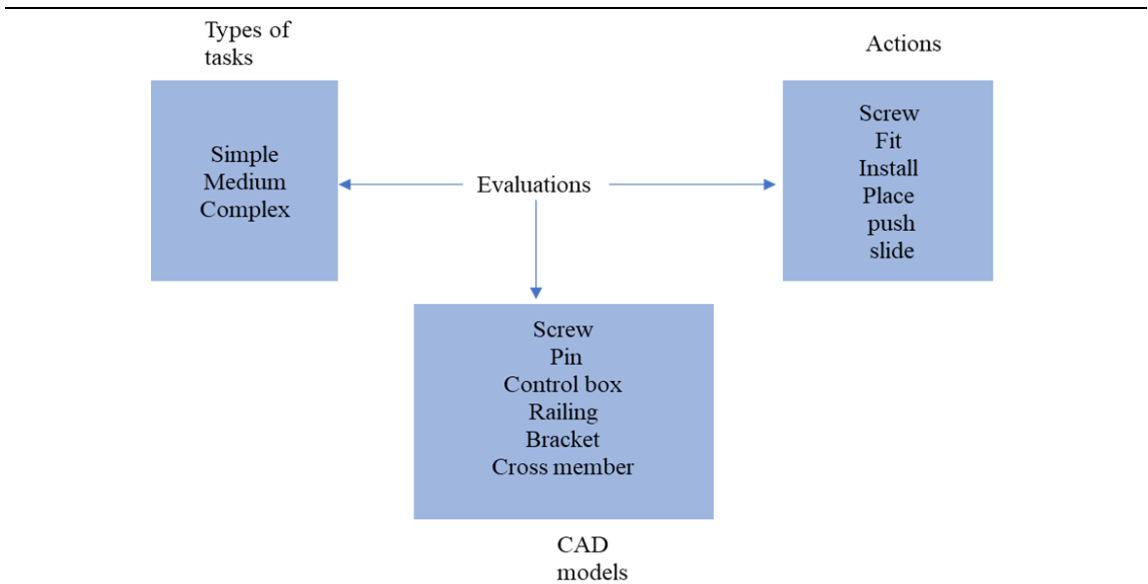 Types of
tasks
Actions
Simple
Medium
Complex
Evaluations
Screw
Fit
Install
Place
push
slide
Screw
Pin
Control box
Railing
Bracket
Cross member
CAD
models